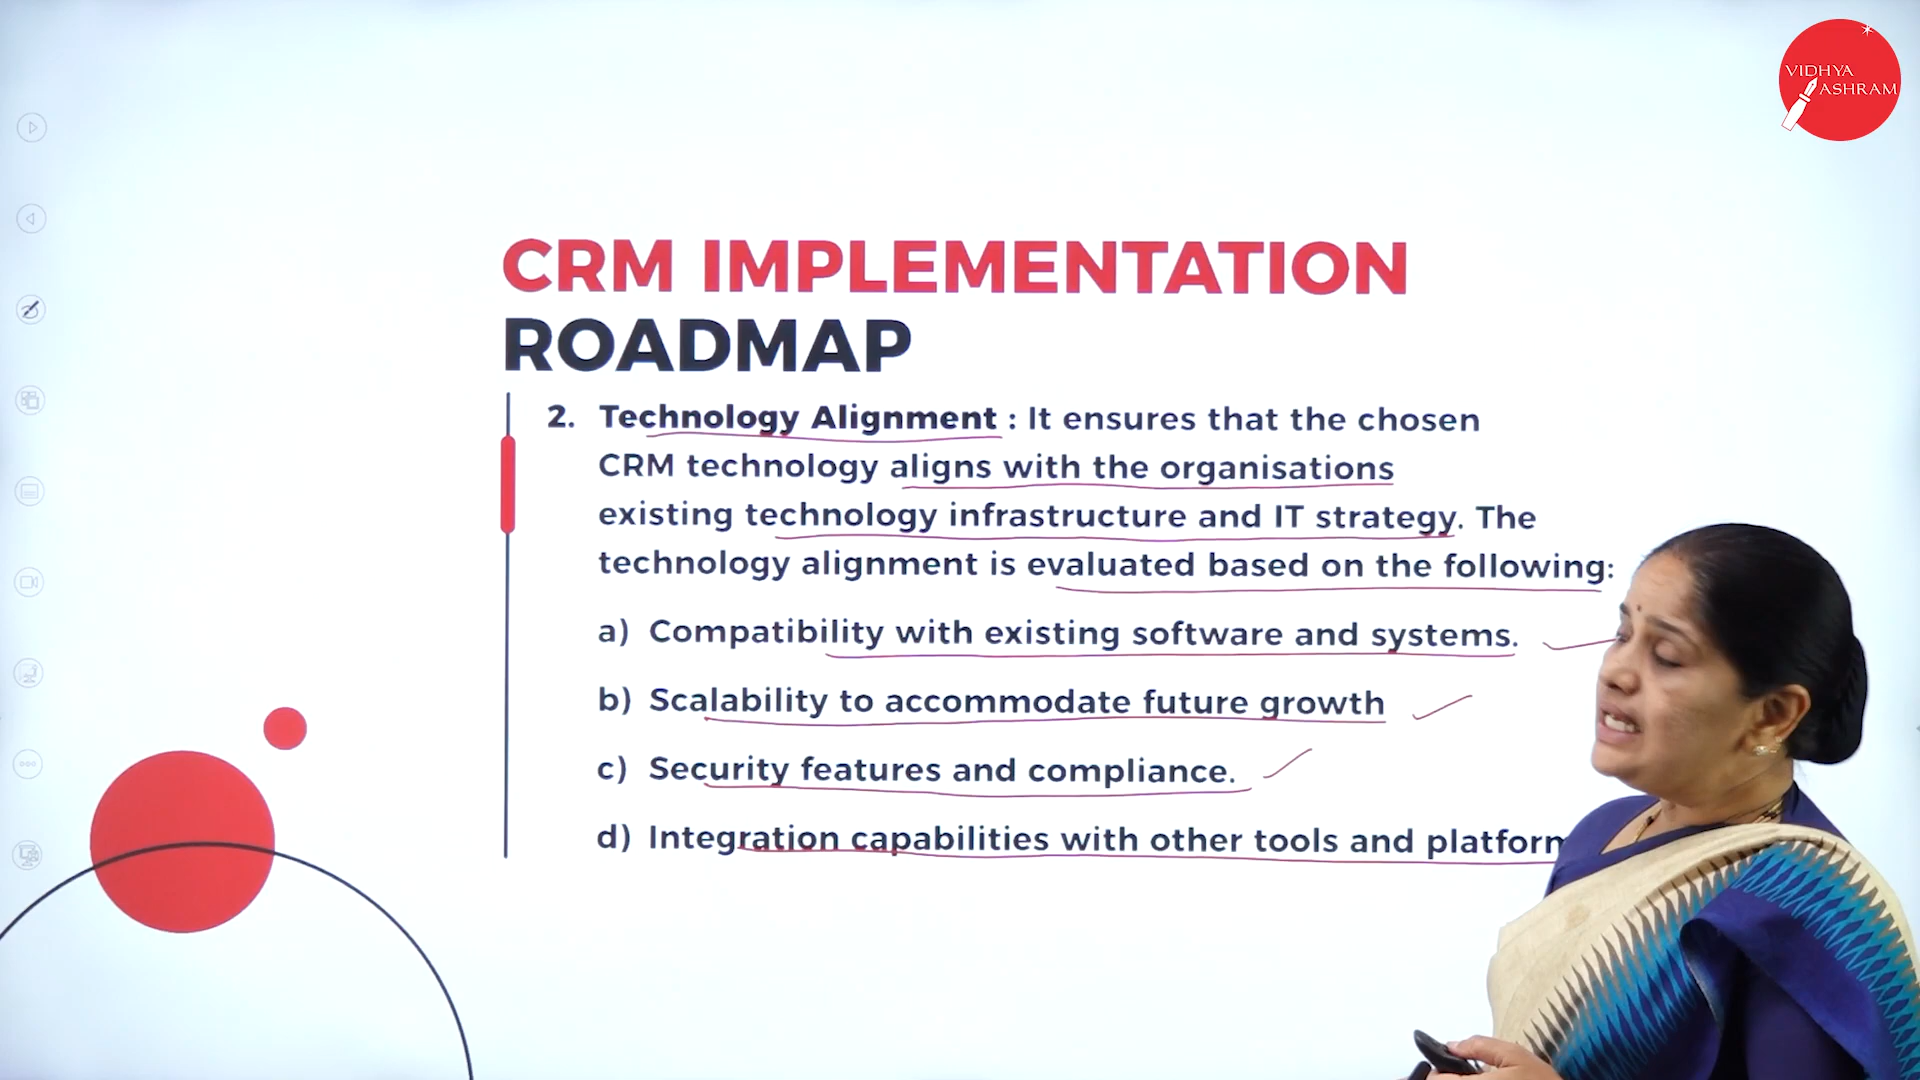 VIDHYA
ASHRAM
CRM IMPLEMENTATION
ROADMAP
2. Technology Alignment : It ensures that the chosen
CRM technology aligns with the organisations
existing technology infrastructure and IT strategy. The
technology alignment is evaluated based on the following:
a) Compatibility with existing software and systems.
b) Scalability to accommodate future growth
c) Security features and compliance.
d) Integration capabilities with other tools and